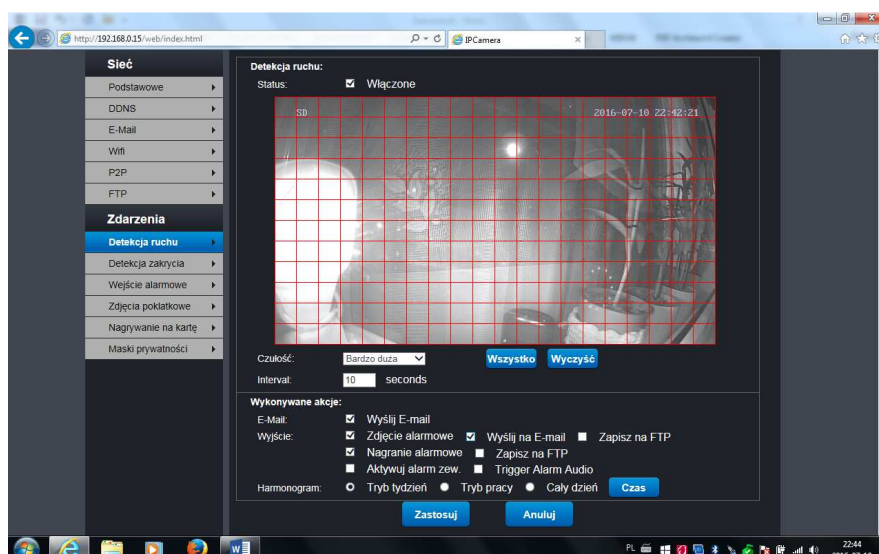 http://192.168.0.15/web/index.html
IPCamera
Sieć
Podstawowe
DDNS
E-Mail
Wifi
P2P
FTP
Zdarzenia
Detekcja ruchu
Detekcja zakrycia
Wejście alarmowe
Zdjęcia poklatkowe
Nagrywanie na kartę
Maski prywatności
Detekcja ruchu:
Status: Włączone
SD 2016-07-10 22:42:21
Czułość: Bardzo duża Wszystko Wyczyść
Interval: 10 seconds
Wykonywane akcje:
E-Mail: Wyślij E-mail
Wyjście: Zdjęcie alarmowe Wyślij na E-mail Zapisz na FTP
Nagranie alarmowe Zapisz na FTP
Aktywuj alarm zew. Trigger Alarm Audio
Harmonogram: Tryb tydzień Tryb pracy Cały dzień Czas
Zastosuj Anuluj
PL 22:44